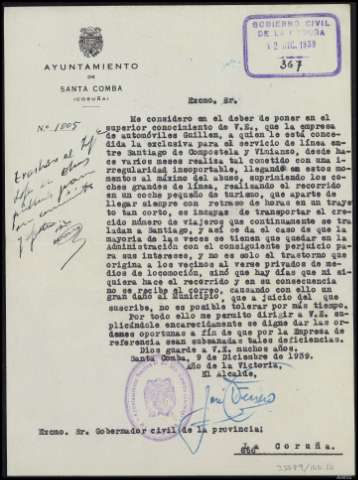 GOBIERNO CIVIL
DE LA CORUÑA
12 DIC. 1939
367
AYUNTAMIENTO
DE
SANTA COMBA
(CORUÑA)
N.º 1005
Excmo. Sr.
Me considero en el deber de poner en el
superior conocimiento de V.E., que la empresa
de automóviles Guillen, a quien le está conce-
dida la exclusiva para el servicio de línea en-
tre Santiago de Compostela y Vimianzo, desde ha-
ce varios meses realiza tal cometido con una i-
rregularidad insoportable, llegando en estos mo-
mentos al máximo del abuso, suprimiendo los co-
ches grandes de línea, realizando el recorrido
en un coche pequeño de turismo, que aparte de
llegar siempre con retraso de horas en un trayec-
to tan corto, es incapaz de transportar el cre-
cido número de viajeros que continuamente se tras-
ladan a Santiago, y así se da el caso de que la
mayoría de las veces se tienen que quedar en la
Administración con el consiguiente perjuicio pa-
ra sus intereses, y no es solo el trastorno que
origina a los vecinos al verse privados de medi-
os de locomoción, sinó que hay días que ni si-
quiera hace el recorrido y en su consecuencia
no se recibe el correo, causando con ello un
gran daño al municipio que a juicio del que
suscribe, no es posible tolerar por más tiempo.
Por todo ello me permito dirigir a V.E. su-
plicándole encarecidamente se digne dar las ór-
denes oportunas a fin de que por la Empresa de
referencia sean subsanadas tales deficiencias.
Dios guarde a V.E. muchos años.
Santa Comba, 9 de Diciembre de 1939.
Año de la Victoria.
El Alcalde,
Excmo. Sr. Gobernador civil de la provincia;
La Coruña.